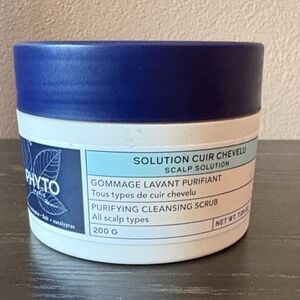 PHYTO
SOLUTION CUIR CHEVELU
SCALP SOLUTION
GOMMAGE LAVANT PURIFIANT
Tous types de cuir chevelu
PURIFYING CLEANSING SCRUB
All scalp types
200 G
NET WT.
eucalyptus